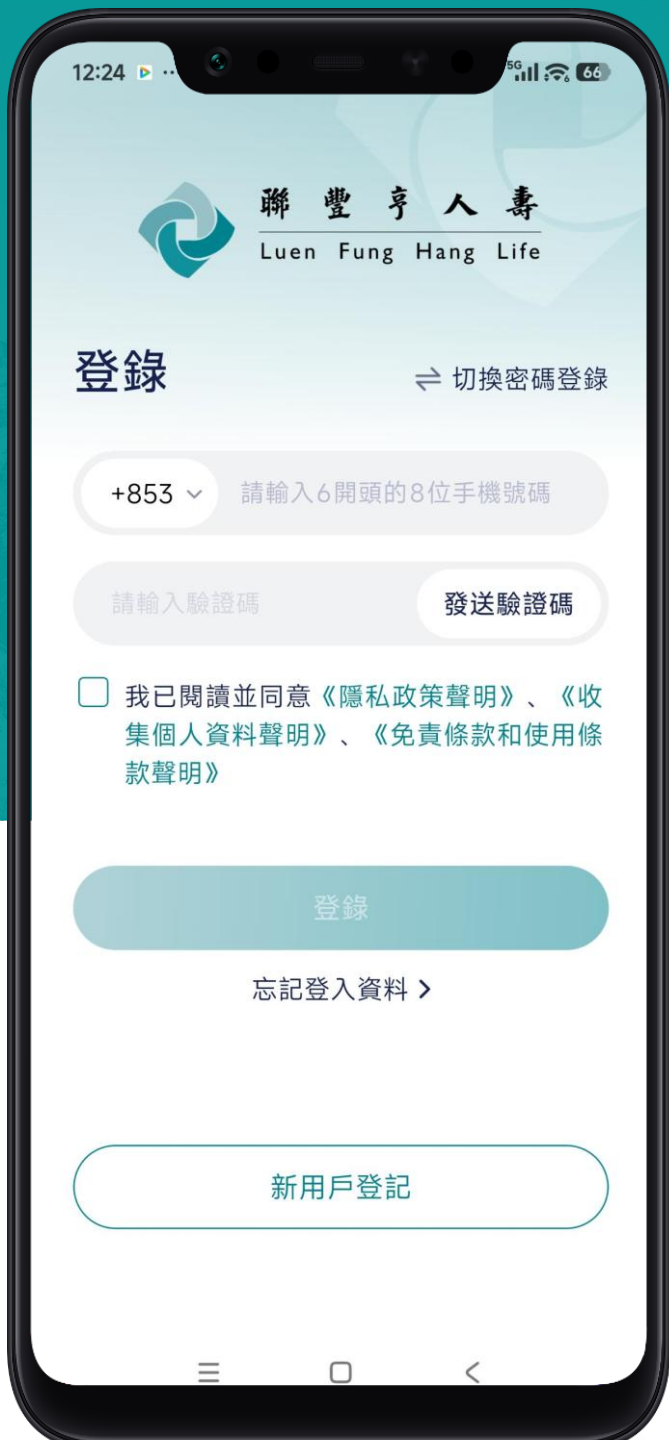 12:24
5G
66
聯豐亨人壽
Luen Fung Hang Life
登錄
切換密碼登錄
+853
請輸入6開頭的8位手機號碼
請輸入驗證碼
發送驗證碼
我已閱讀並同意《隱私政策聲明》、《收
集個人資料聲明》、《免責條款和使用條
款聲明》
登錄
忘記登入資料
新用戶登記